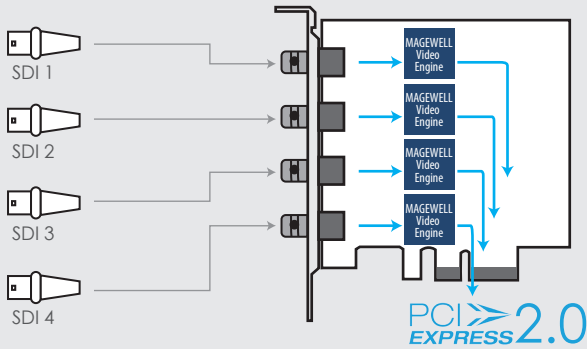 SDI 1
SDI 2
SDI 3
SDI 4
MAGEWELL
Video
Engine
MAGEWELL
Video
Engine
MAGEWELL
Video
Engine
MAGEWELL
Video
Engine
PCI 2.0
EXPRESS